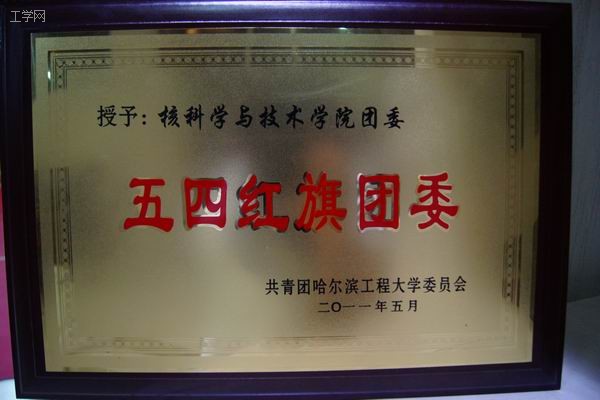 工学网
授予：核科学与技术学院团委
五四红旗团委
共青团哈尔滨工程大学委员会
二〇一一年五月